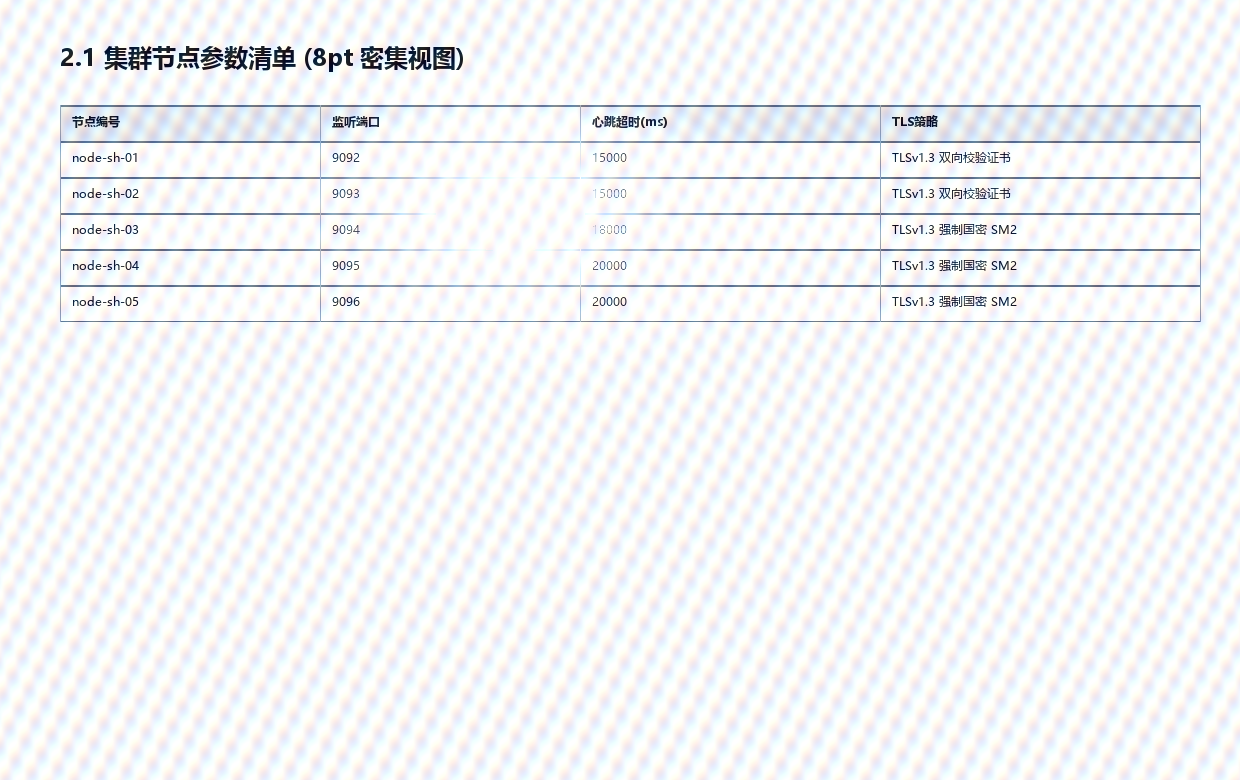 2.1 集群节点参数清单 (8pt 密集视图)
节点编号 监听端口 心跳超时(ms) TLS策略
node-sh-01 9092 15000 TLSv1.3 双向校验证书
node-sh-02 9093 15000 TLSv1.3 双向校验证书
node-sh-03 9094 18000 TLSv1.3 强制国密 SM2
node-sh-04 9095 20000 TLSv1.3 强制国密 SM2
node-sh-05 9096 20000 TLSv1.3 强制国密 SM2